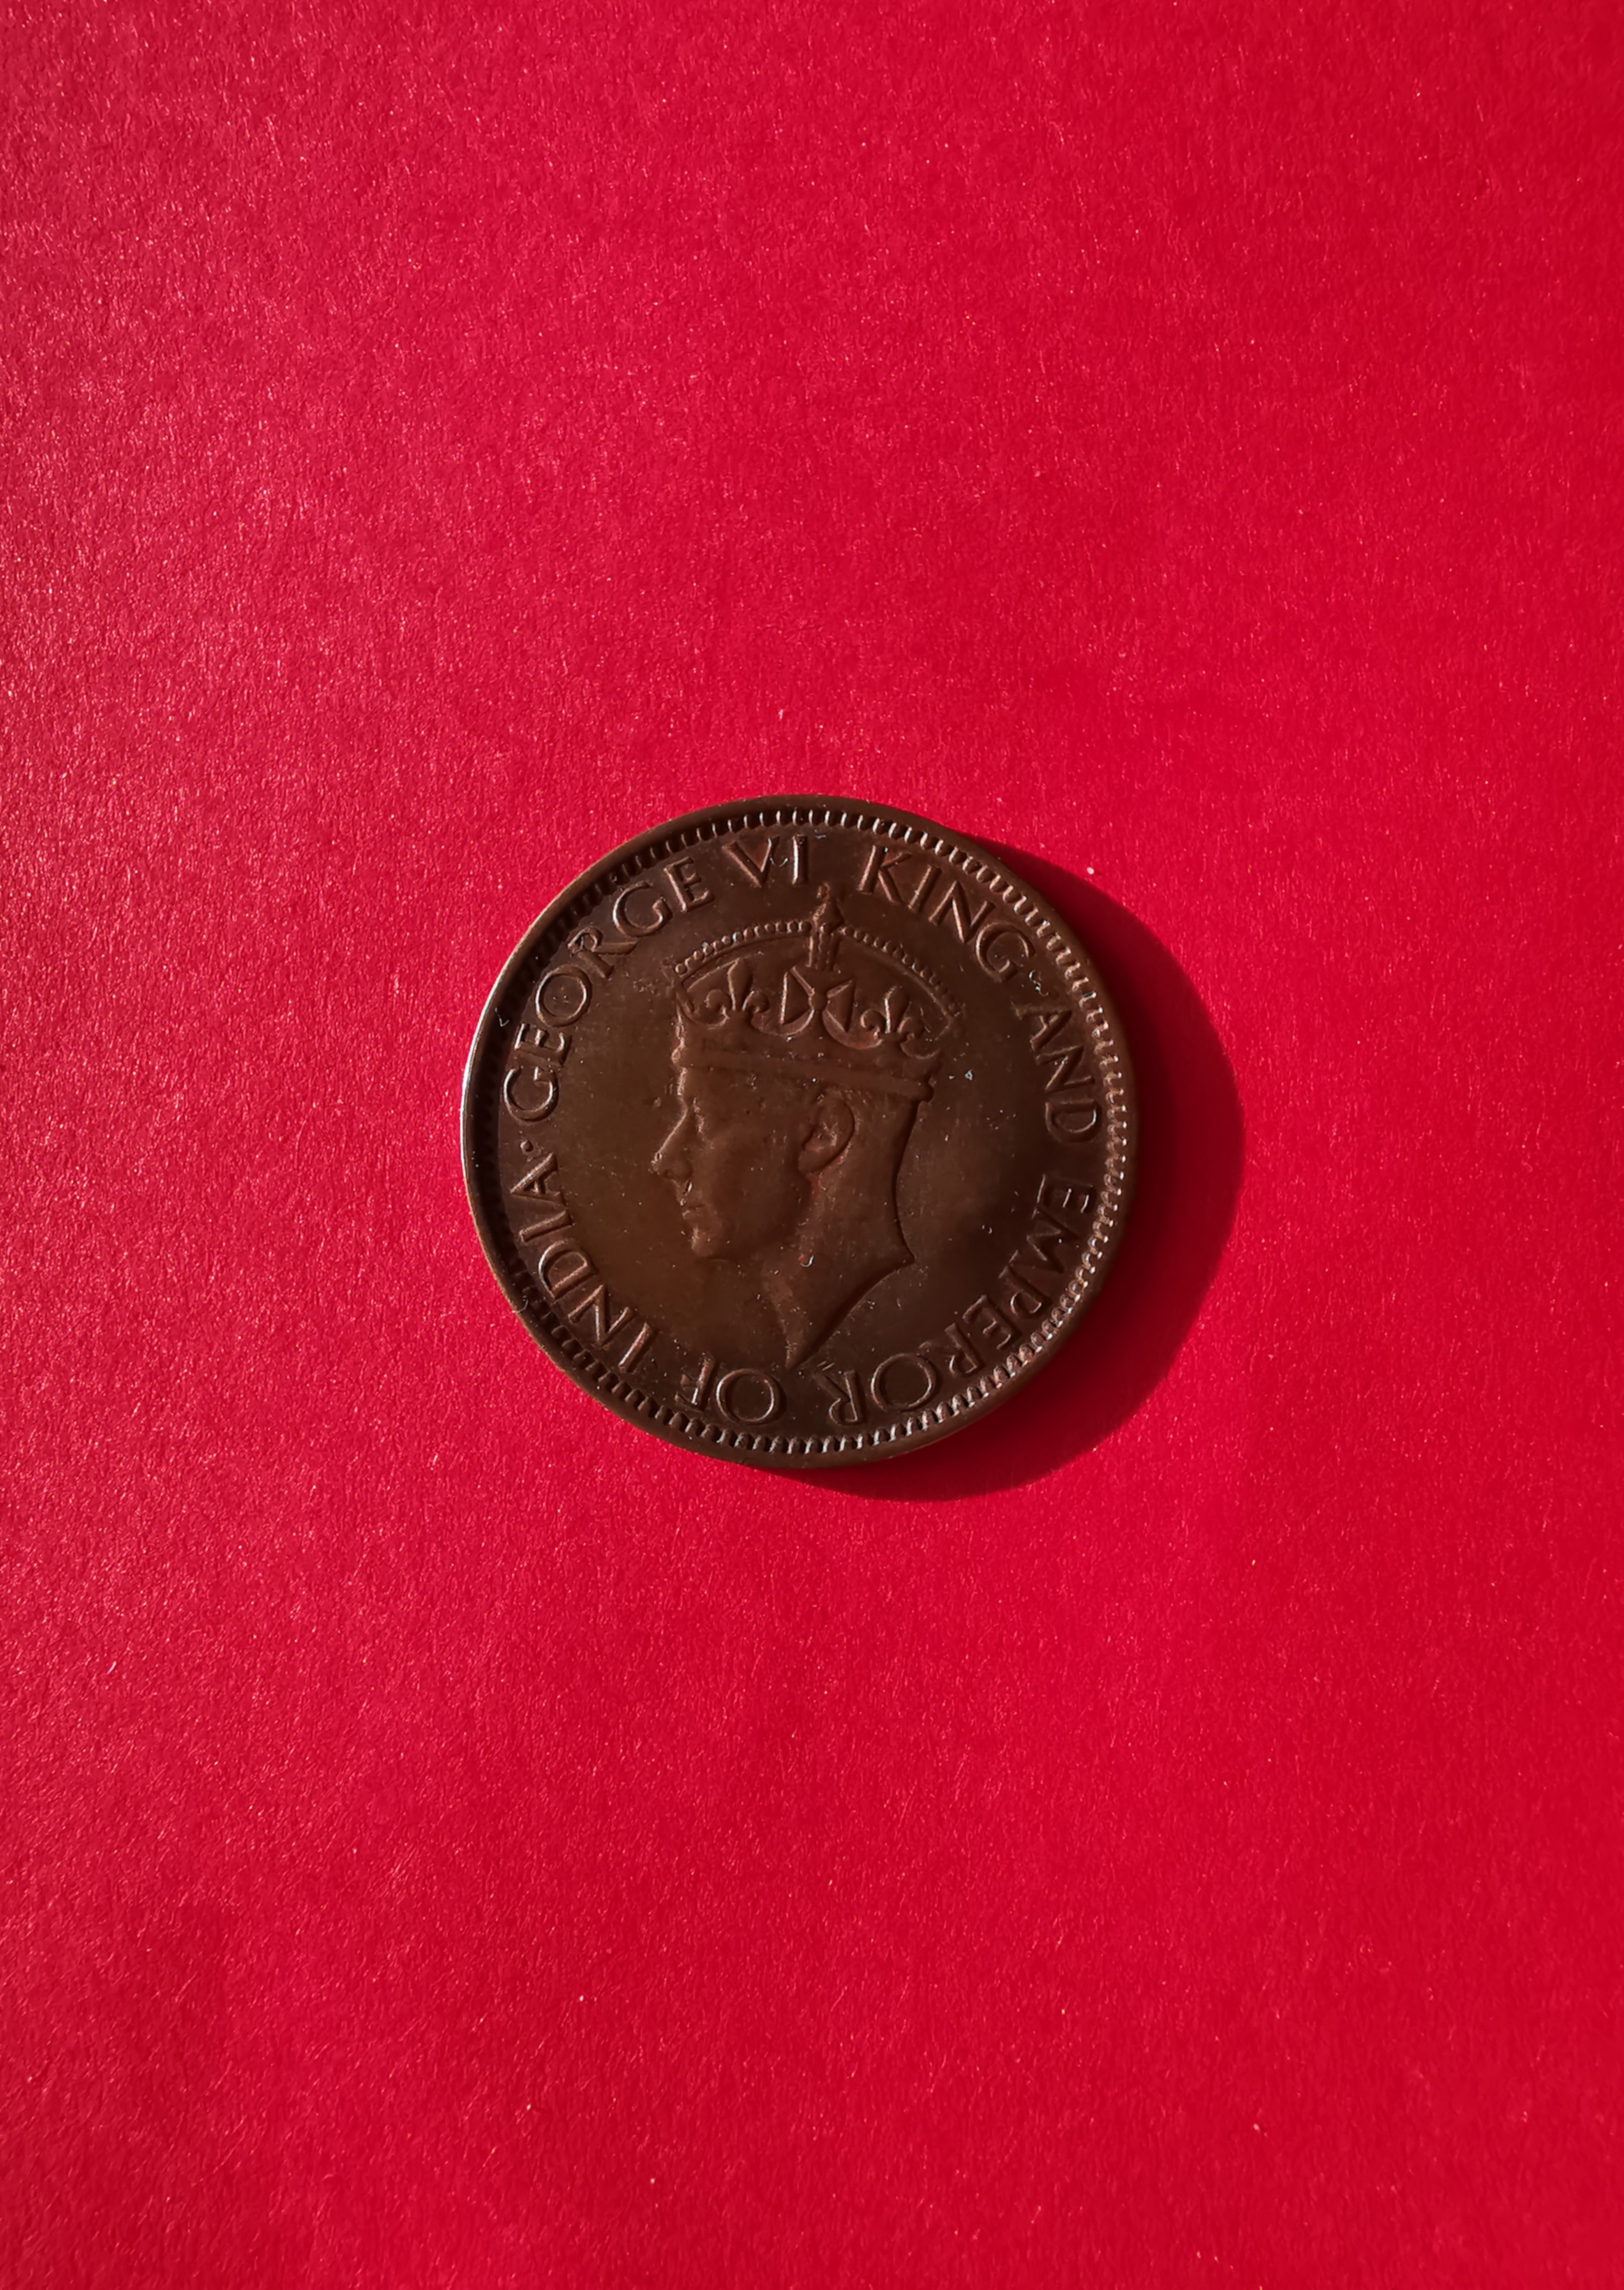 GEORGE VI KING AND EMPEROR OF INDIA·